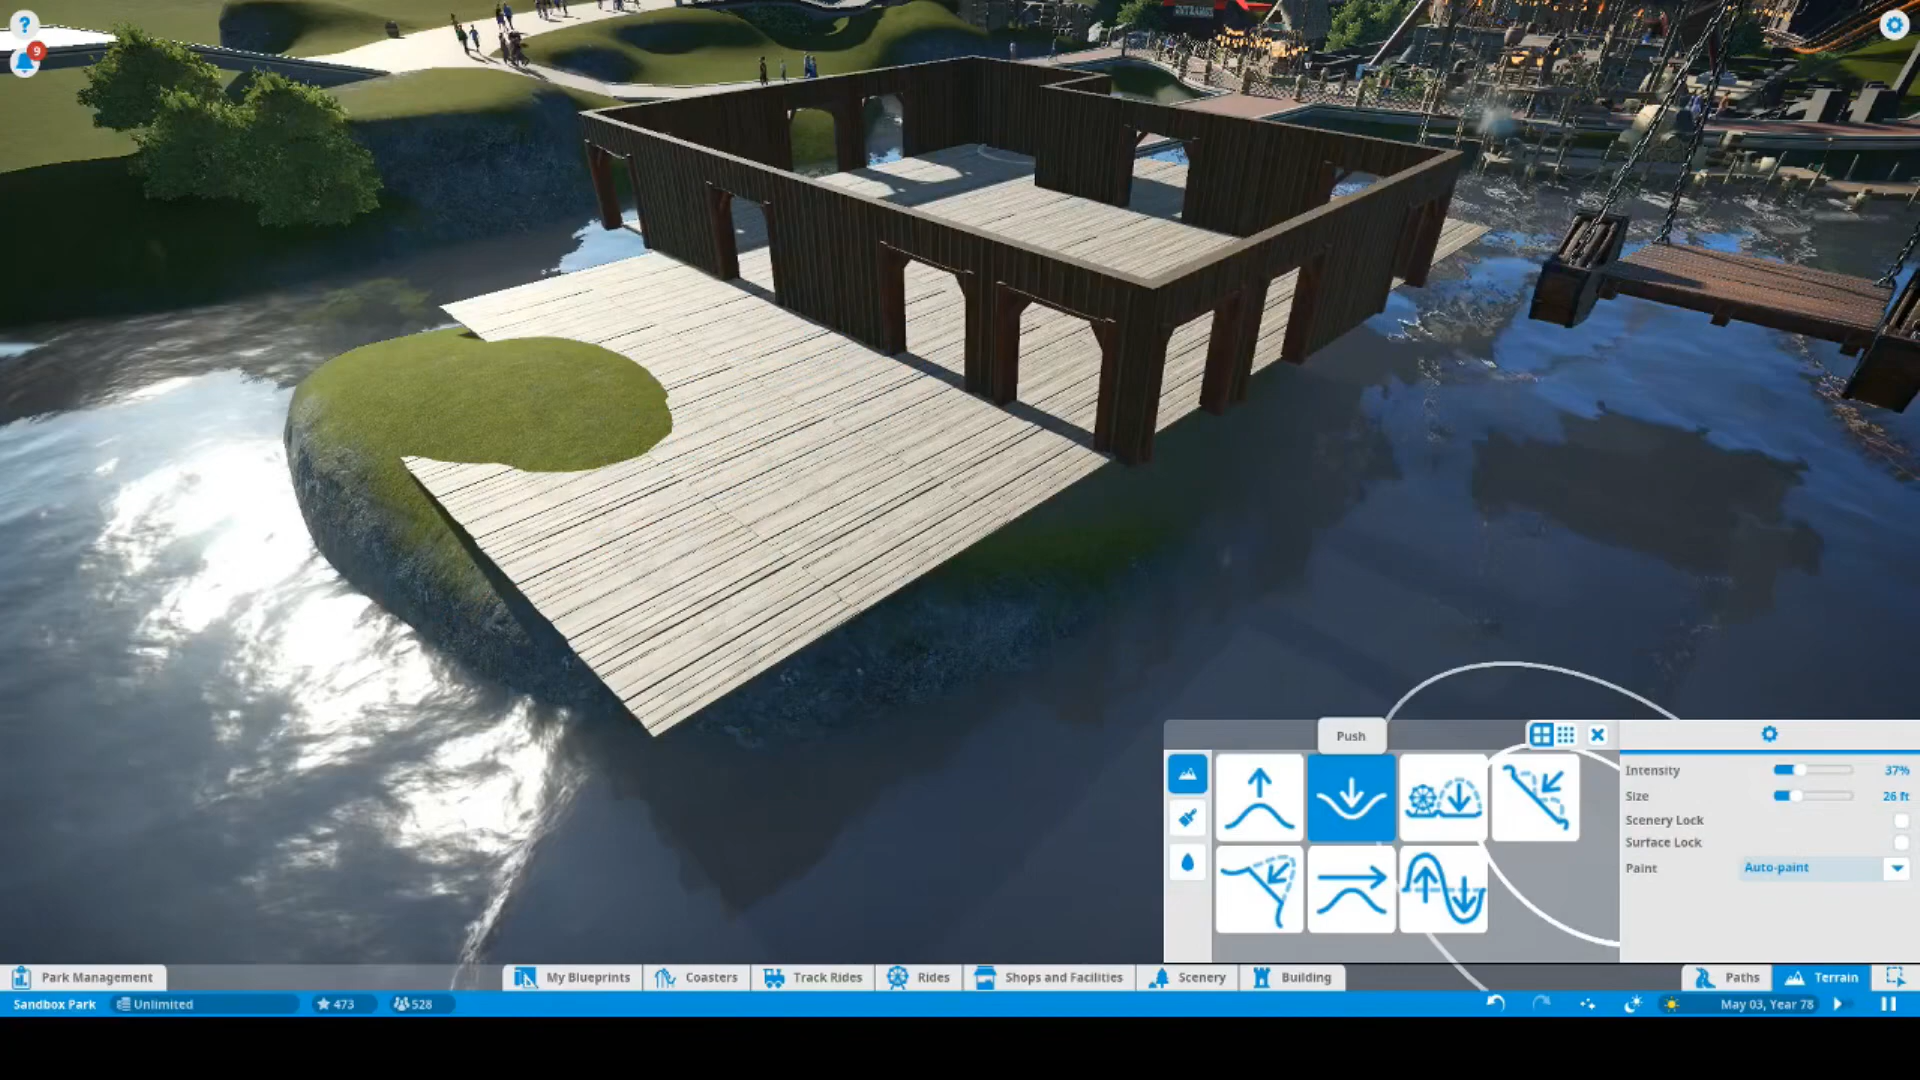 ?
9
ENTRANCE
Push
Intensity 37%
Size 26 ft
Scenery Lock
Surface Lock
Paint Auto-paint
Park Management
My Blueprints
Coasters
Track Rides
Rides
Shops and Facilities
Scenery
Building
Paths
Terrain
Sandbox Park
Unlimited
473
528
May 03, Year 78